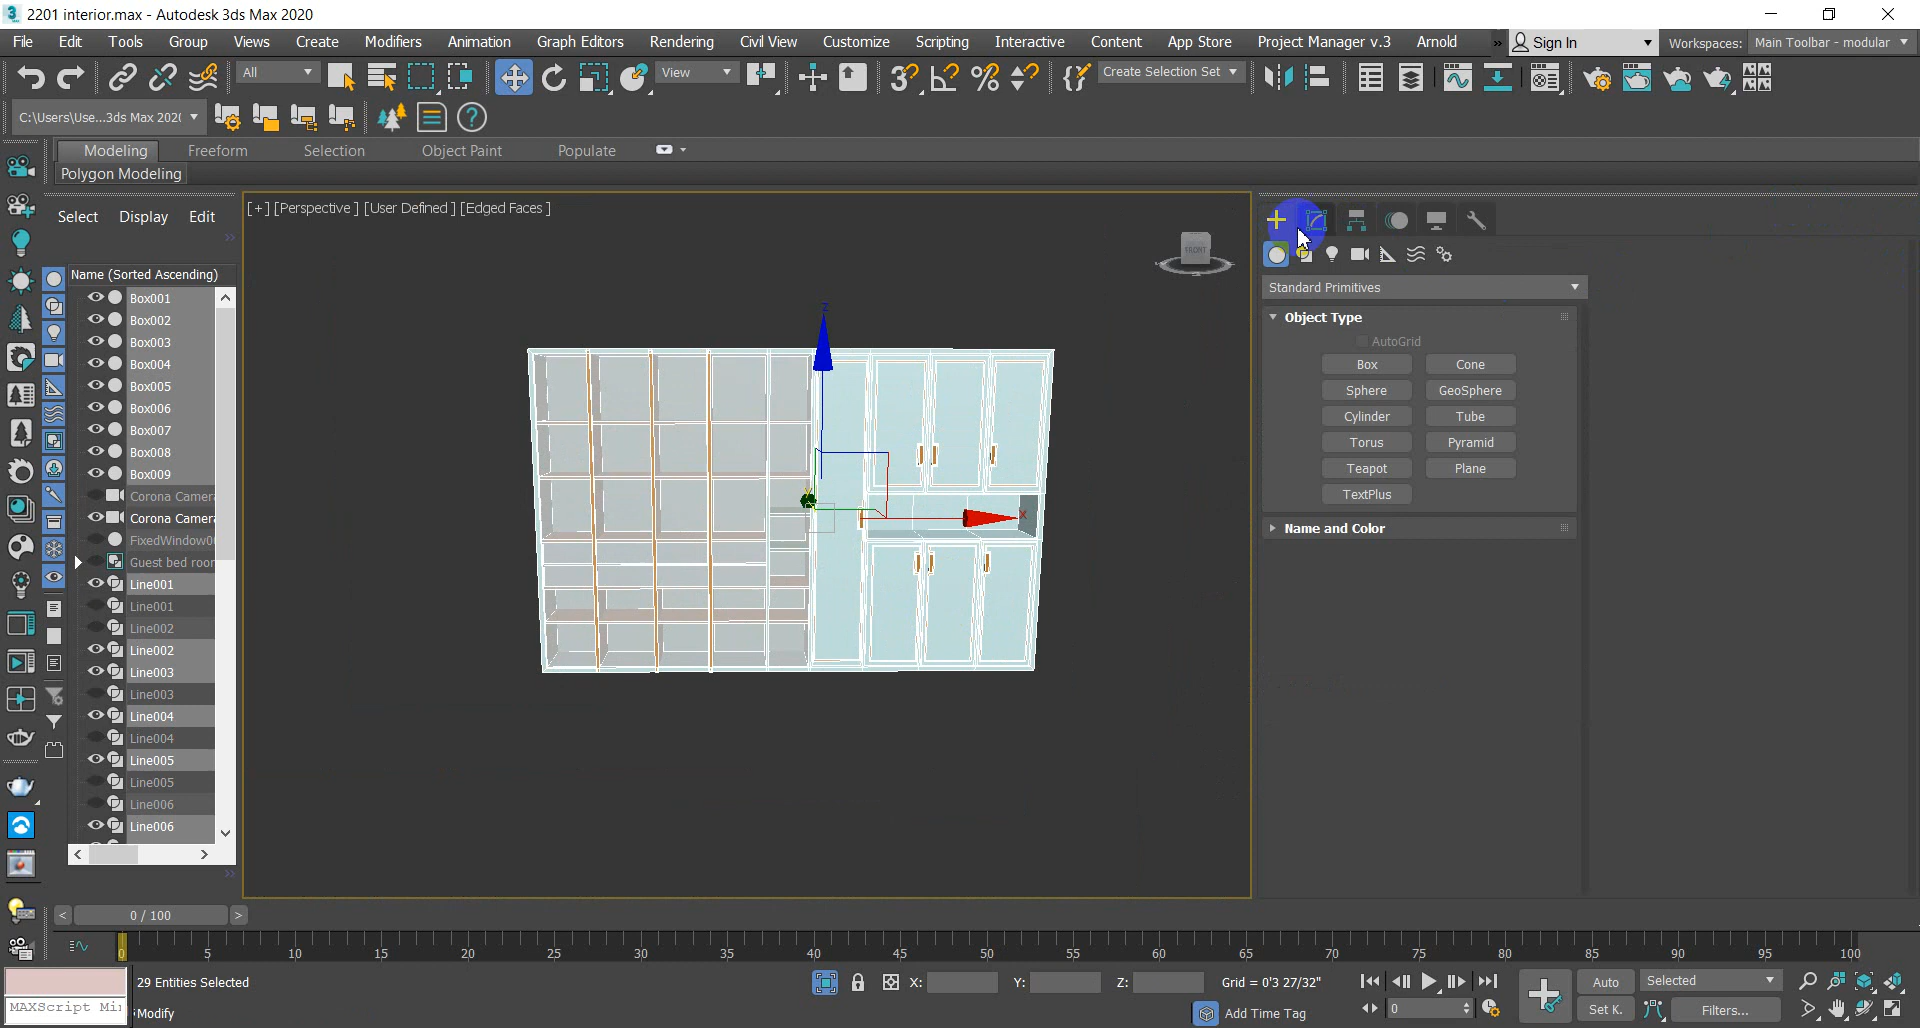 2201 interior.max - Autodesk 3ds Max 2020
File Edit Tools Group Views Create Modifiers Animation Graph Editors Rendering Civil View Customize Scripting Interactive Content App Store Project Manager v.3 Arnold » Sign In Workspaces: Main Toolbar - modular
All View Create Selection Set
C:\Users\Use...3ds Max 202
Modeling Freeform Selection Object Paint Populate
Polygon Modeling
Select Display Edit
[+] [Perspective] [User Defined] [Edged Faces]
FRONT
Name (Sorted Ascending)
Box001
Box002
Box003
Box004
Box005
Box006
Box007
Box008
Box009
Corona Camer
Corona Camer
FixedWindow0
Guest bed roo
Line001
Line001
Line002
Line002
Line003
Line003
Line004
Line004
Line005
Line005
Line006
Line006
Z
X
Y
Standard Primitives
Object Type
AutoGrid
Box Cone
Sphere GeoSphere
Cylinder Tube
Torus Pyramid
Teapot Plane
TextPlus
Name and Color
< 0 / 100 >
0 5 10 15 20 25 30 35 40 45 50 55 60 65 70 75 80 85 90 95 100
29 Entities Selected
X: Y: Z: Grid = 0'3 27/32"
Auto Selected
MAXScript Mi
Modify
Add Time Tag
0
Set K. Filters...